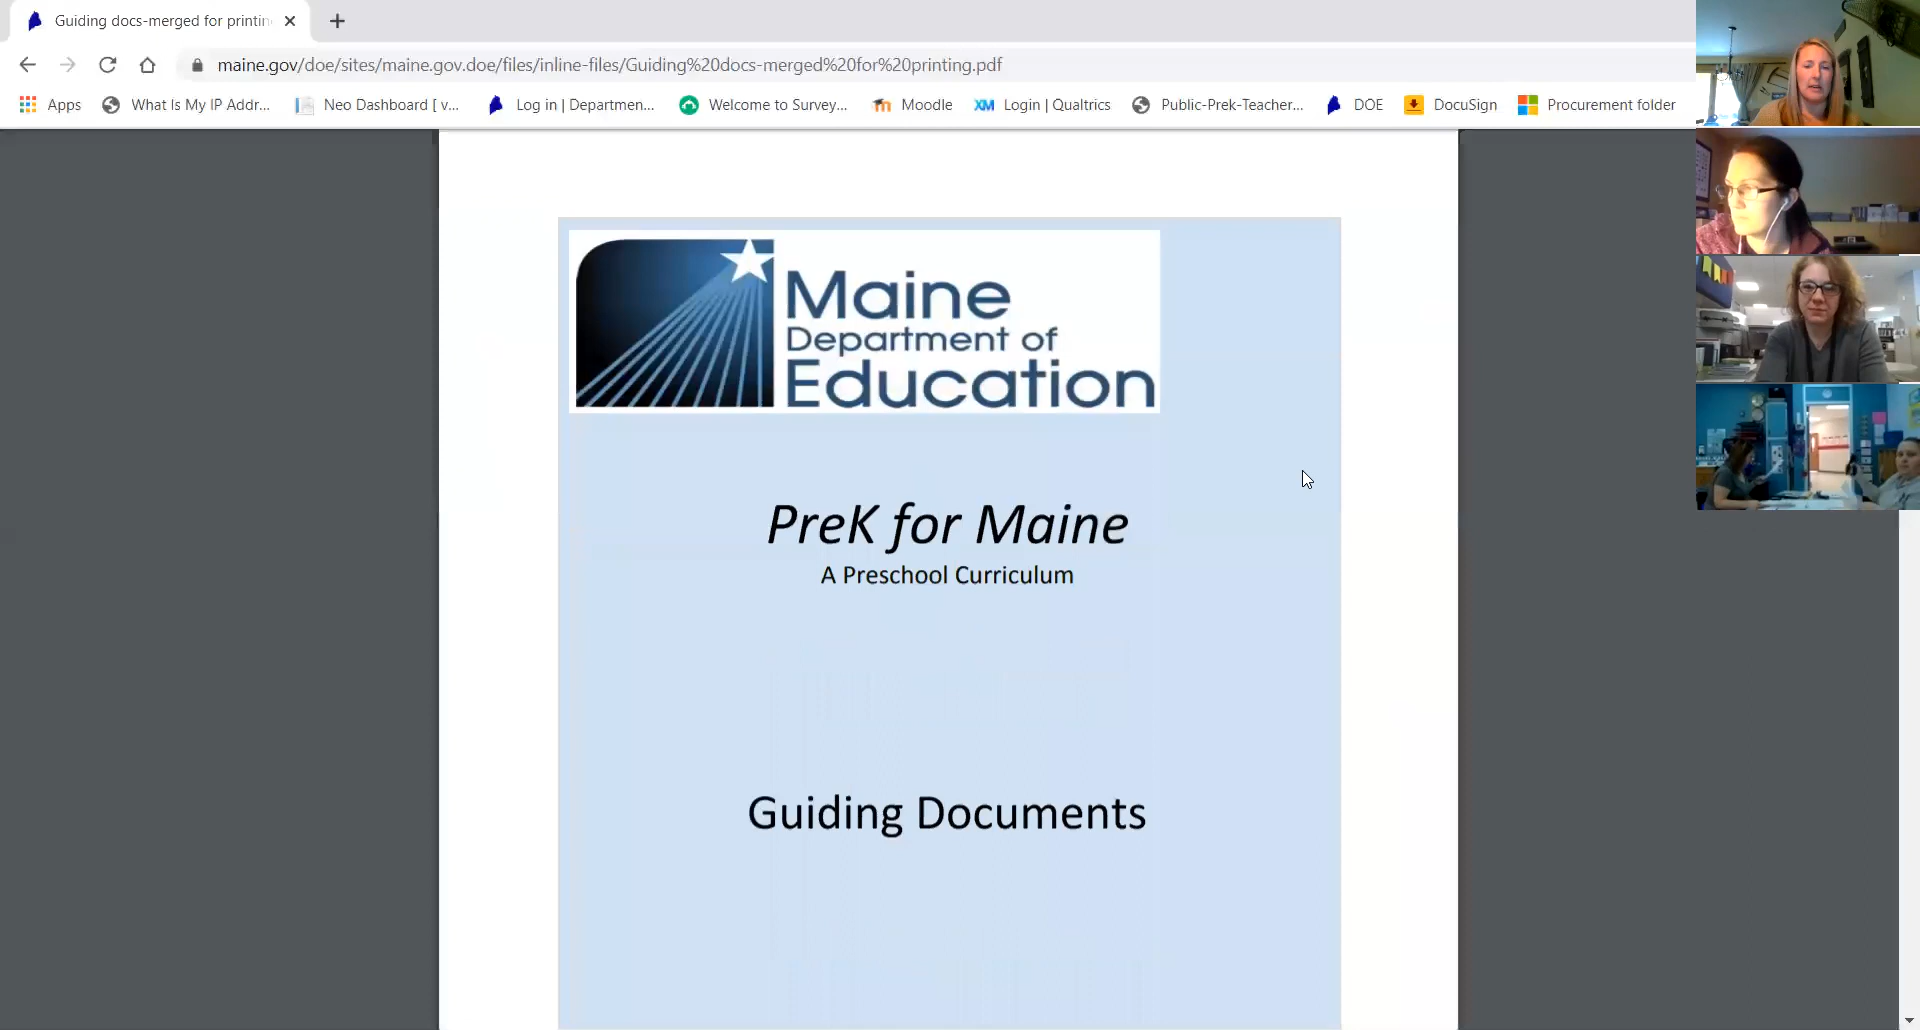 Guiding docs-merged for printin
maine.gov/doe/sites/maine.gov.doe/files/inline-files/Guiding%20docs-merged%20for%20printing.pdf
Apps What Is My IP Addr... Neo Dashboard [ v... Log in | Departmen... Welcome to Survey... Moodle XM Login | Qualtrics Public-Prek-Teacher... DOE DocuSign Procurement folder
Maine
Department of
Education
PreK for Maine
A Preschool Curriculum
Guiding Documents